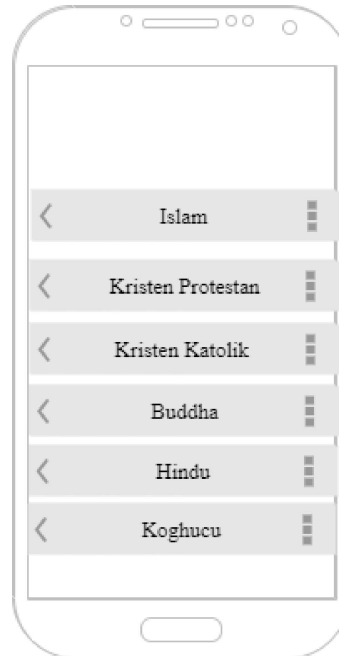 Islam
Kristen Protestan
Kristen Katolik
Buddha
Hindu
Koghucu